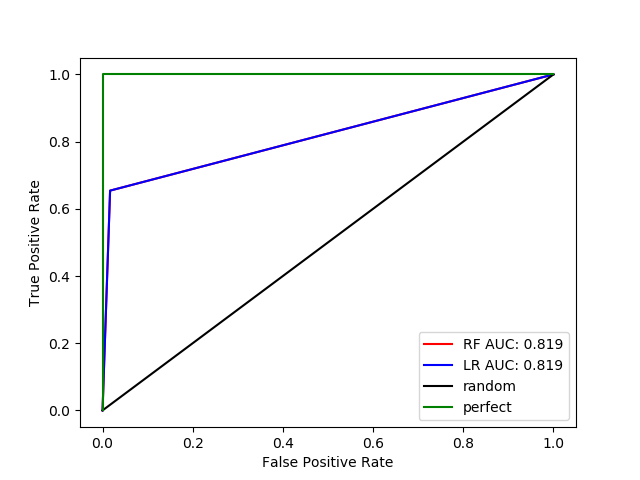 1.0
0.8
0.6
0.4
0.2
0.0
True Positive Rate
RF AUC: 0.819
LR AUC: 0.819
random
perfect
0.0 0.2 0.4 0.6 0.8 1.0
False Positive Rate